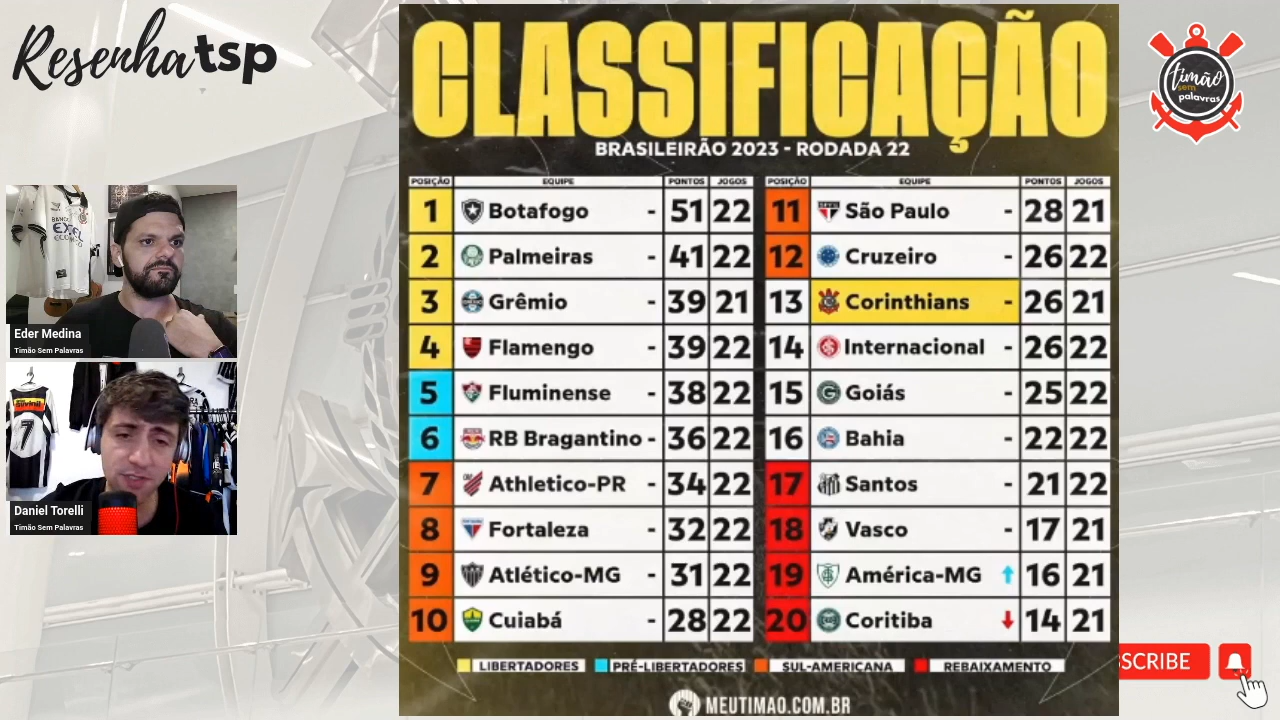 Resenha tsp
CLASSIFICAÇÃO
BRASILEIRÃO 2023 - RODADA 22
timão
sem
palavras
POSIÇÃO EQUIPE PONTOS JOGOS
1 Botafogo - 51 22
2 Palmeiras - 41 22
3 Grêmio - 39 21
4 Flamengo - 39 22
5 Fluminense - 38 22
6 RB Bragantino - 36 22
7 Athletico-PR - 34 22
8 Fortaleza - 32 22
9 Atlético-MG - 31 22
10 Cuiabá - 28 22
POSIÇÃO EQUIPE PONTOS JOGOS
11 São Paulo - 28 21
12 Cruzeiro - 26 22
13 Corinthians - 26 21
14 Internacional - 26 22
15 Goiás - 25 22
16 Bahia - 22 22
17 Santos - 21 22
18 Vasco - 17 21
19 América-MG 16 21
20 Coritiba 14 21
LIBERTADORES PRÉ-LIBERTADORES SUL-AMERICANA REBAIXAMENTO
MEUTIMAO.COM.BR
Eder Medina
Timão Sem Palavras
7
Daniel Torelli
Timão Sem Palavras
SCRIBE